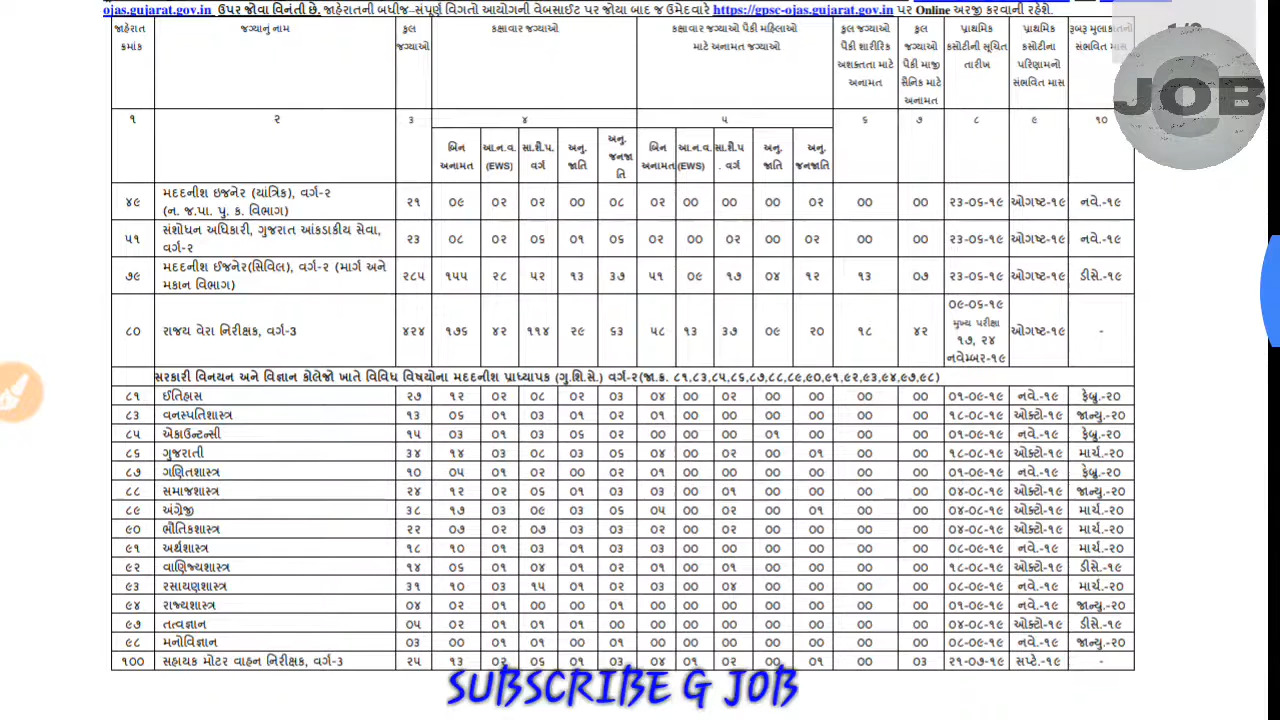 ojas.gujarat.gov.in ઉપર જોવા વિનંતી છે. જાહેરાતની બધીજ–સંપૂર્ણ વિગતો આયોગની વેબસાઈટ પર જોયા બાદ જ ઉમેદવારે https://gpsc-ojas.gujarat.gov.in પર Online અરજી કરવાની રહેશે.
જાહેરાત ક્રમાંક જગ્યાનું નામ કુલ જગ્યાઓ કક્ષાવાર જગ્યાઓ કક્ષાવાર જગ્યાઓ પૈકી મહિલાઓ માટે અનામત જગ્યાઓ કુલ જગ્યાઓ પૈકી શારીરિક અશક્તતા માટે અનામત કુલ જગ્યાઓ પૈકી માજી સૈનિક માટે અનામત પ્રાથમિક કસોટીની સૂચિત તારીખ પ્રાથમિક કસોટીના પરિણામનો સંભવિત માસ રૂબરૂ મુલાકાતનો સંભવિત માસ
૧ ૨ ૩ ૪ ૫ ૬ ૭ ૮ ૯ ૧૦
બિન અનામત આ.ન.વ. (EWS) સા.શૈ.પ. વર્ગ અનુ. જાતિ અનુ. જનજાતિ બિન અનામત આ.ન.વ. (EWS) સા.શૈ.પ. વર્ગ અનુ. જાતિ અનુ. જનજાતિ
૪૯ મદદનીશ ઇજનેર (યાંત્રિક), વર્ગ-૨ (ન. જ.પા. પુ. ક. વિભાગ) ૨૧ ૦૯ ૦૨ ૦૨ ૦૦ ૦૮ ૦૨ ૦૦ ૦૦ ૦૦ ૦૨ ૦૦ ૦૦ ૨૩-૦૬-૧૯ ઓગષ્ટ-૧૯ નવે.-૧૯
૫૧ સંશોધન અધિકારી, ગુજરાત આંકડાકીય સેવા, વર્ગ-૨ ૨૩ ૦૮ ૦૨ ૦૬ ૦૧ ૦૬ ૦૨ ૦૦ ૦૨ ૦૦ ૦૨ ૦૦ ૦૦ ૨૩-૦૬-૧૯ ઓગષ્ટ-૧૯ નવે.-૧૯
૭૯ મદદનીશ ઈજનેર(સિવિલ), વર્ગ-૨ (માર્ગ અને મકાન વિભાગ) ૨૮૫ ૧૫૫ ૨૮ ૫૨ ૧૩ ૩૭ ૫૧ ૦૯ ૧૭ ૦૪ ૧૨ ૧૩ ૦૭ ૨૩-૦૬-૧૯ ઓગષ્ટ-૧૯ ડીસે.-૧૯
૮૦ રાજય વેરા નિરીક્ષક, વર્ગ-3 ૪૨૪ ૧૭૬ ૪૨ ૧૧૪ ૨૯ ૬૩ ૫૮ ૧૩ ૩૭ ૦૯ ૨૦ ૧૮ ૪૨ ૦૯-૦૬-૧૯ મુખ્ય પરીક્ષા ૧૭, ૨૪ નવેમ્બર-૧૯ ઓગષ્ટ-૧૯ -
સરકારી વિનયન અને વિજ્ઞાન કોલેજો ખાતે વિવિધ વિષયોના મદદનીશ પ્રાધ્યાપક (ગુ.શિ.સે.) વર્ગ-૨(જા.ક્ર. ૮૧,૮૩,૮૫,૮૬,૮૭,૮૮,૮૯,૯૦,૯૧,૯૨,૯૩,૯૪,૯૭,૯૮)
૮૧ ઈતિહાસ ૨૭ ૧૨ ૦૨ ૦૮ ૦૨ ૦૩ ૦૪ ૦૦ ૦૨ ૦૦ ૦૦ ૦૦ ૦૦ ૦૧-૦૯-૧૯ નવે.-૧૯ ફેબ્રુ.-૨૦
૮૩ વનસ્પતિશાસ્ત્ર ૧૩ ૦૬ ૦૧ ૦૩ ૦૧ ૦૨ ૦૧ ૦૦ ૦૦ ૦૦ ૦૦ ૦૦ ૦૦ ૧૮-૦૮-૧૯ ઓક્ટો-૧૯ જાન્યુ.-૨૦
૮૫ એકાઉન્ટન્સી ૧૫ ૦૩ ૦૧ ૦૩ ૦૬ ૦૨ ૦૦ ૦૦ ૦૦ ૦૧ ૦૦ ૦૦ ૦૦ ૦૧-૦૯-૧૯ નવે.-૧૯ ફેબ્રુ.-૨૦
૮૬ ગુજરાતી ૩૪ ૧૪ ૦૩ ૦૮ ૦૩ ૦૬ ૦૪ ૦૦ ૦૨ ૦૦ ૦૧ ૦૦ ૦૦ ૧૮-૦૮-૧૯ ઓક્ટો-૧૯ માર્ચ.-૨૦
૮૭ ગણિતશાસ્ત્ર ૧૦ ૦૫ ૦૧ ૦૨ ૦૦ ૦૨ ૦૧ ૦૦ ૦૦ ૦૦ ૦૦ ૦૦ ૦૦ ૦૧-૦૯-૧૯ નવે.-૧૯ ફેબ્રુ.-૨૦
૮૮ સમાજશાસ્ત્ર ૨૪ ૧૨ ૦૨ ૦૬ ૦૧ ૦૩ ૦૩ ૦૦ ૦૧ ૦૦ ૦૦ ૦૦ ૦૦ ૦૪-૦૮-૧૯ ઓક્ટો-૧૯ જાન્યુ.-૨૦
૮૯ અંગ્રેજી ૩૮ ૧૭ ૦૩ ૦૯ ૦૩ ૦૬ ૦૫ ૦૦ ૦૨ ૦૦ ૦૧ ૦૦ ૦૦ ૦૪-૦૮-૧૯ ઓક્ટો-૧૯ માર્ચ.-૨૦
૯૦ ભૌતિકશાસ્ત્ર ૨૨ ૦૭ ૦૨ ૦૭ ૦૩ ૦૩ ૦૨ ૦૦ ૦૨ ૦૦ ૦૦ ૦૦ ૦૦ ૦૪-૦૮-૧૯ ઓક્ટો-૧૯ માર્ચ.-૨૦
૯૧ અર્થશાસ્ત્ર ૧૮ ૧૦ ૦૧ ૦૩ ૦૧ ૦૩ ૦૩ ૦૦ ૦૦ ૦૦ ૦૦ ૦૦ ૦૦ ૦૮-૦૯-૧૯ નવે.-૧૯ માર્ચ.-૨૦
૯૨ વાણિજ્યશાસ્ત્ર ૧૪ ૦૬ ૦૧ ૦૪ ૦૧ ૦૨ ૦૧ ૦૦ ૦૧ ૦૦ ૦૦ ૦૦ ૦૦ ૧૮-૦૮-૧૯ ઓક્ટો-૧૯ ડીસે.-૧૯
૯૩ રસાયણશાસ્ત્ર ૩૧ ૧૦ ૦૩ ૧૫ ૦૧ ૦૨ ૦૩ ૦૦ ૦૪ ૦૦ ૦૦ ૦૦ ૦૦ ૦૮-૦૯-૧૯ નવે.-૧૯ માર્ચ.-૨૦
૯૪ રાજ્યશાસ્ત્ર ૦૪ ૦૨ ૦૧ ૦૦ ૦૦ ૦૧ ૦૦ ૦૦ ૦૦ ૦૦ ૦૦ ૦૦ ૦૦ ૦૧-૦૯-૧૯ નવે.-૧૯ જાન્યુ.-૨૦
૯૭ તત્વજ્ઞાન ૦૫ ૦૨ ૦૧ ૦૧ ૦૧ ૦૦ ૦૦ ૦૦ ૦૦ ૦૦ ૦૦ ૦૦ ૦૦ ૦૪-૦૮-૧૯ ઓક્ટો-૧૯ ડીસે.-૧૯
૯૮ મનોવિજ્ઞાન ૦૩ ૦૦ ૦૧ ૦૧ ૦૦ ૦૧ ૦૦ ૦૦ ૦૦ ૦૦ ૦૦ ૦૦ ૦૦ ૦૮-૦૯-૧૯ નવે.-૧૯ જાન્યુ.-૨૦
૧૦૦ સહાયક મોટર વાહન નિરીક્ષક, વર્ગ-3 ૨૫ ૧૩ ૦૨ ૦૬ ૦૧ ૦૩ ૦૪ ૦૧ ૦૨ ૦૦ ૦૧ ૦૦ ૦૩ ૨૧-૦૭-૧૯ સપ્ટે.-૧૯ -
JOB
SUBSCRIBE G JOB